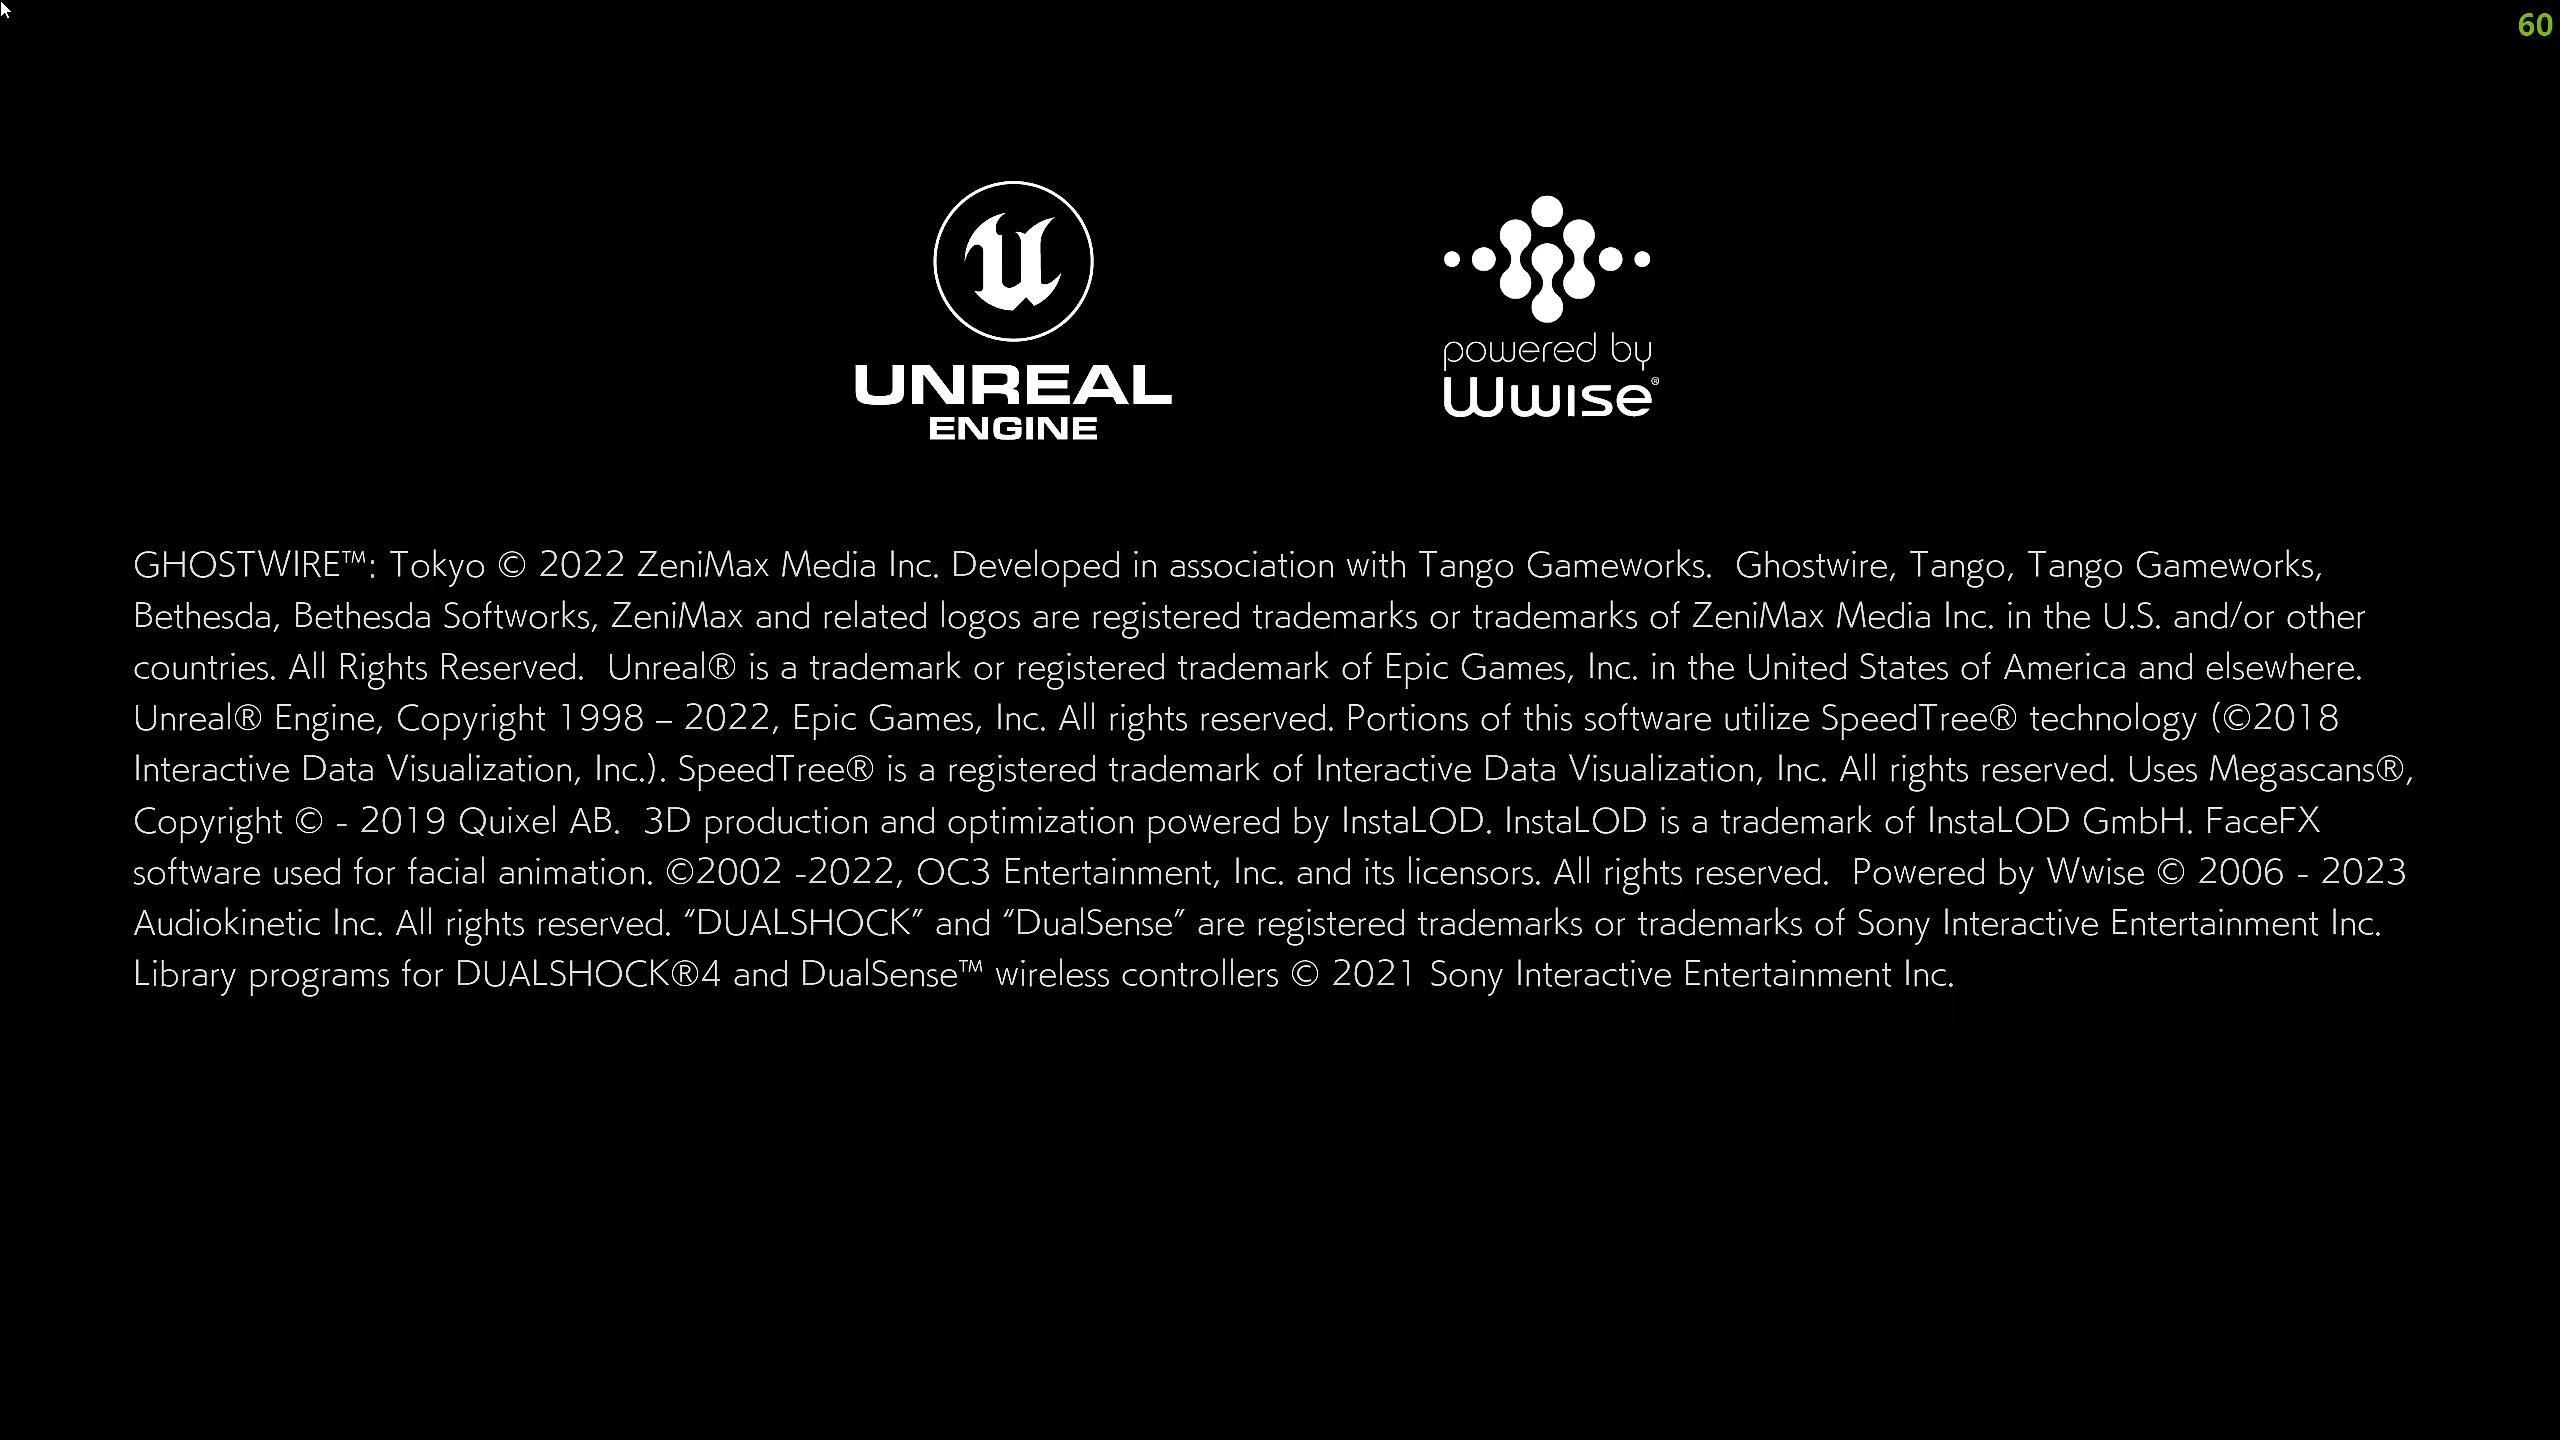 60
UNREAL
ENGINE
powered by
Wwise®
GHOSTWIRE™: Tokyo © 2022 ZeniMax Media Inc. Developed in association with Tango Gameworks.  Ghostwire, Tango, Tango Gameworks,
Bethesda, Bethesda Softworks, ZeniMax and related logos are registered trademarks or trademarks of ZeniMax Media Inc. in the U.S. and/or other
countries. All Rights Reserved.  Unreal® is a trademark or registered trademark of Epic Games, Inc. in the United States of America and elsewhere.
Unreal® Engine, Copyright 1998 – 2022, Epic Games, Inc. All rights reserved. Portions of this software utilize SpeedTree® technology (©2018
Interactive Data Visualization, Inc.). SpeedTree® is a registered trademark of Interactive Data Visualization, Inc. All rights reserved. Uses Megascans®,
Copyright © - 2019 Quixel AB.  3D production and optimization powered by InstaLOD. InstaLOD is a trademark of InstaLOD GmbH. FaceFX
software used for facial animation. ©2002 -2022, OC3 Entertainment, Inc. and its licensors. All rights reserved.  Powered by Wwise © 2006 - 2023
Audiokinetic Inc. All rights reserved. “DUALSHOCK” and “DualSense” are registered trademarks or trademarks of Sony Interactive Entertainment Inc.
Library programs for DUALSHOCK®4 and DualSense™ wireless controllers © 2021 Sony Interactive Entertainment Inc.